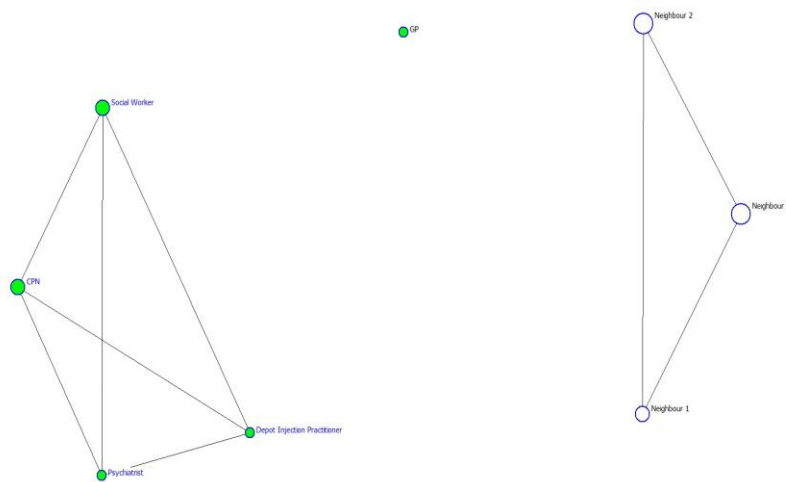 Neighbour 2
GP
Social Worker
Neighbour
CPN
Neighbour 1
Depot Injection Practitioner
Psychiatrist